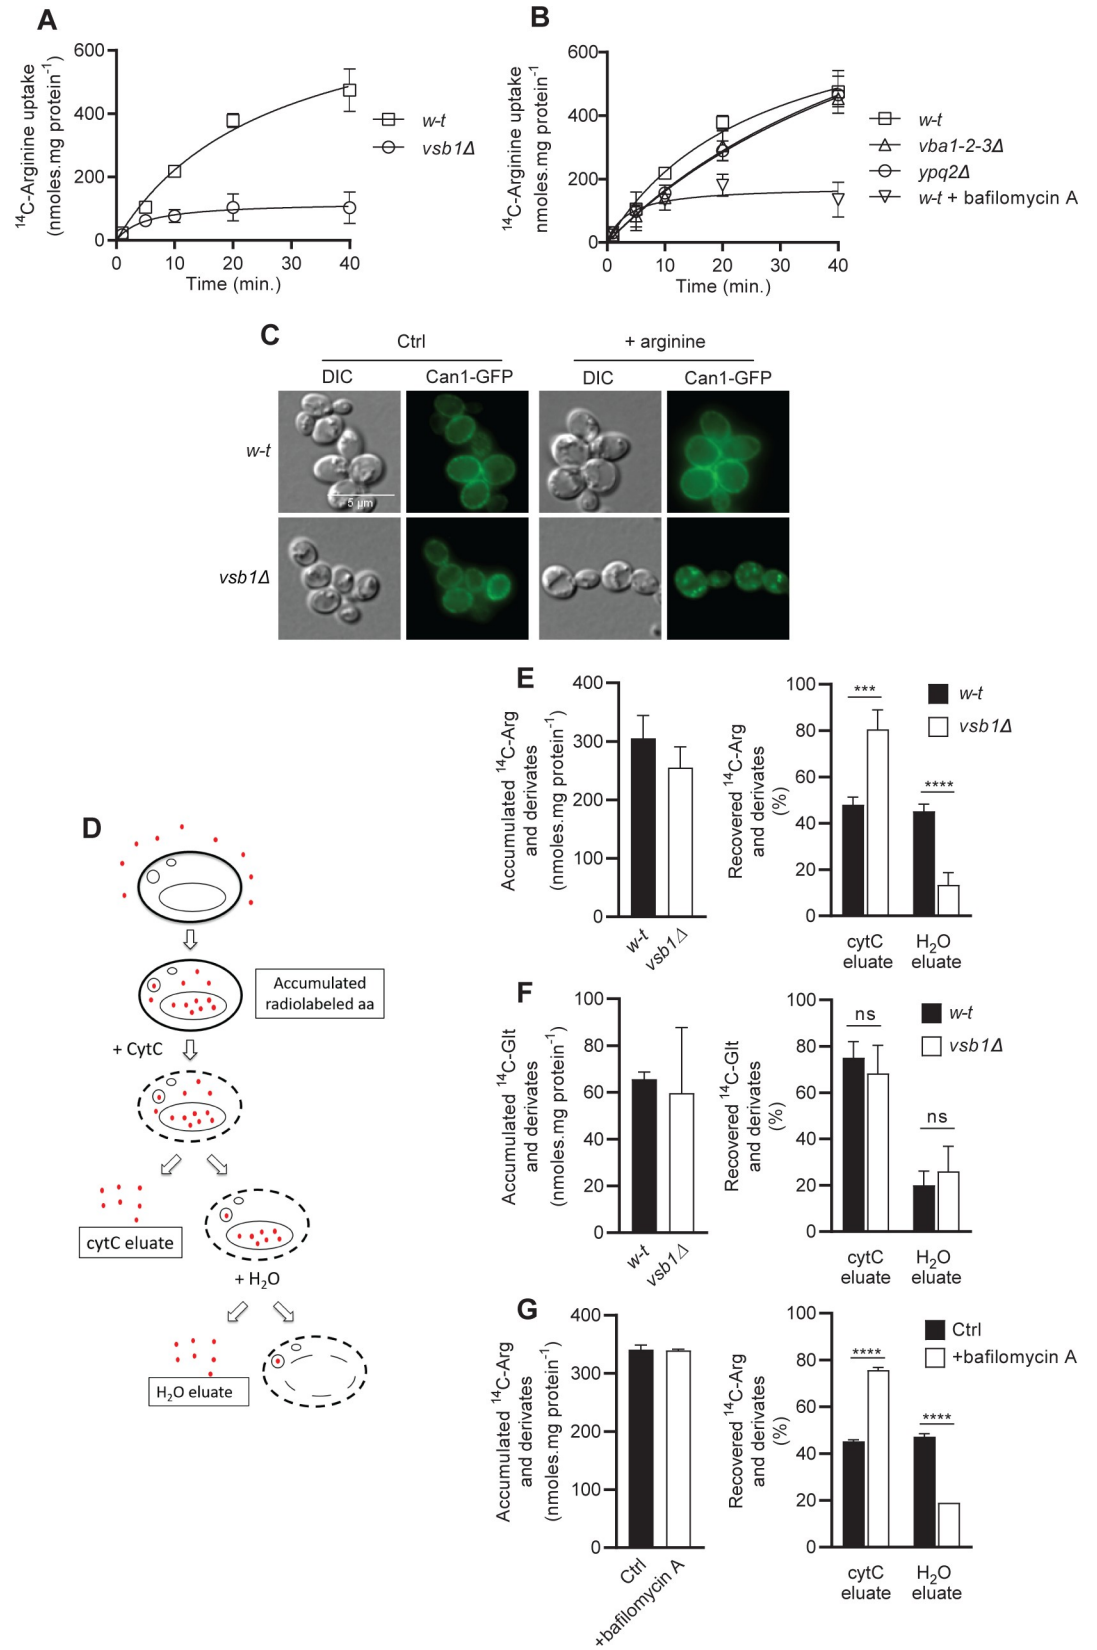 A
¹⁴C-Arginine uptake
(nmoles.mg protein⁻¹)
600
400
200
0
0 10 20 30 40
Time (min.)
w-t
vsb1Δ
B
¹⁴C-Arginine uptake
nmoles.mg protein⁻¹
600
400
200
0
0 10 20 30 40
Time (min.)
w-t
vba1-2-3Δ
ypq2Δ
w-t + bafilomycin A
C
Ctrl
+ arginine
DIC Can1-GFP DIC Can1-GFP
w-t
5 µm
vsb1Δ
D
Accumulated
radiolabeled aa
+ CytC
cytC eluate
+ H₂O
H₂O eluate
E
Accumulated ¹⁴C-Arg
and derivates
(nmoles.mg protein⁻¹)
400
300
200
100
0
w-t
vsb1Δ
Recovered ¹⁴C-Arg
and derivates
(%)
100
80
60
40
20
0
***
****
w-t
vsb1Δ
cytC
eluate
H₂O
eluate
F
Accumulated ¹⁴C-Glt
and derivates
(nmoles.mg protein⁻¹)
100
80
60
40
20
0
w-t
vsb1Δ
Recovered ¹⁴C-Glt
and derivates
(%)
100
80
60
40
20
0
ns
ns
w-t
vsb1Δ
cytC
eluate
H₂O
eluate
G
Accumulated ¹⁴C-Arg
and derivates
(nmoles.mg protein⁻¹)
400
300
200
100
0
Ctrl
+bafilomycin A
Recovered ¹⁴C-Arg
and derivates
(%)
100
80
60
40
20
0
****
****
Ctrl
+bafilomycin A
cytC
eluate
H₂O
eluate